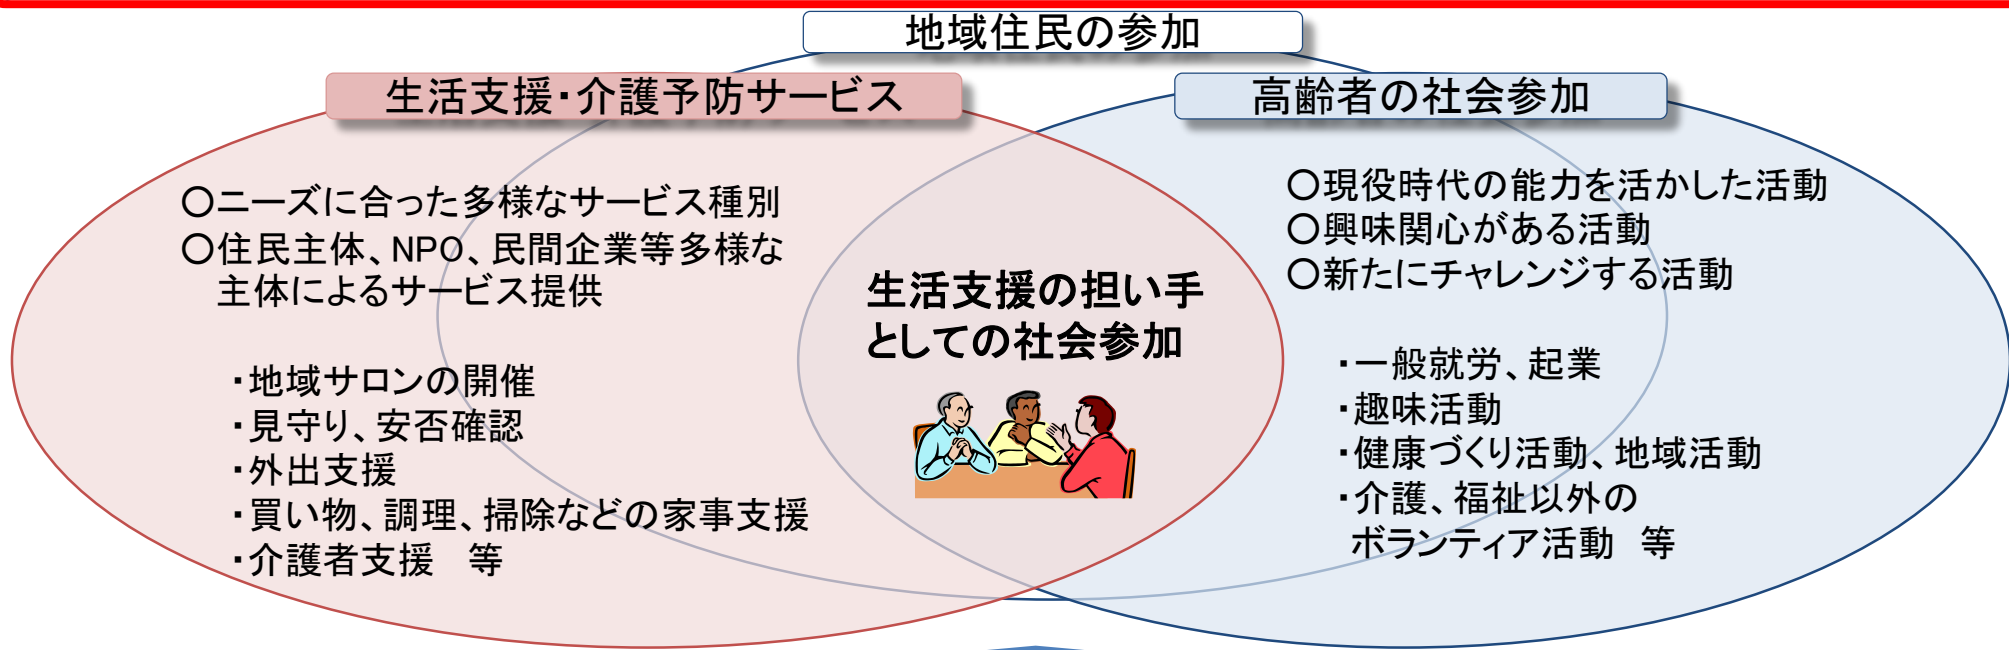 地域住民の参加
生活支援・介護予防サービス
○ニーズに合った多様なサービス種別
○住民主体、NPO、民間企業等多様な
主体によるサービス提供
・地域サロンの開催
・見守り、安否確認
・外出支援
・買い物、調理、掃除などの家事支援
・介護者支援　等
生活支援の担い手
としての社会参加
高齢者の社会参加
○現役時代の能力を活かした活動
○興味関心がある活動
○新たにチャレンジする活動
・一般就労、起業
・趣味活動
・健康づくり活動、地域活動
・介護、福祉以外の
ボランティア活動　等